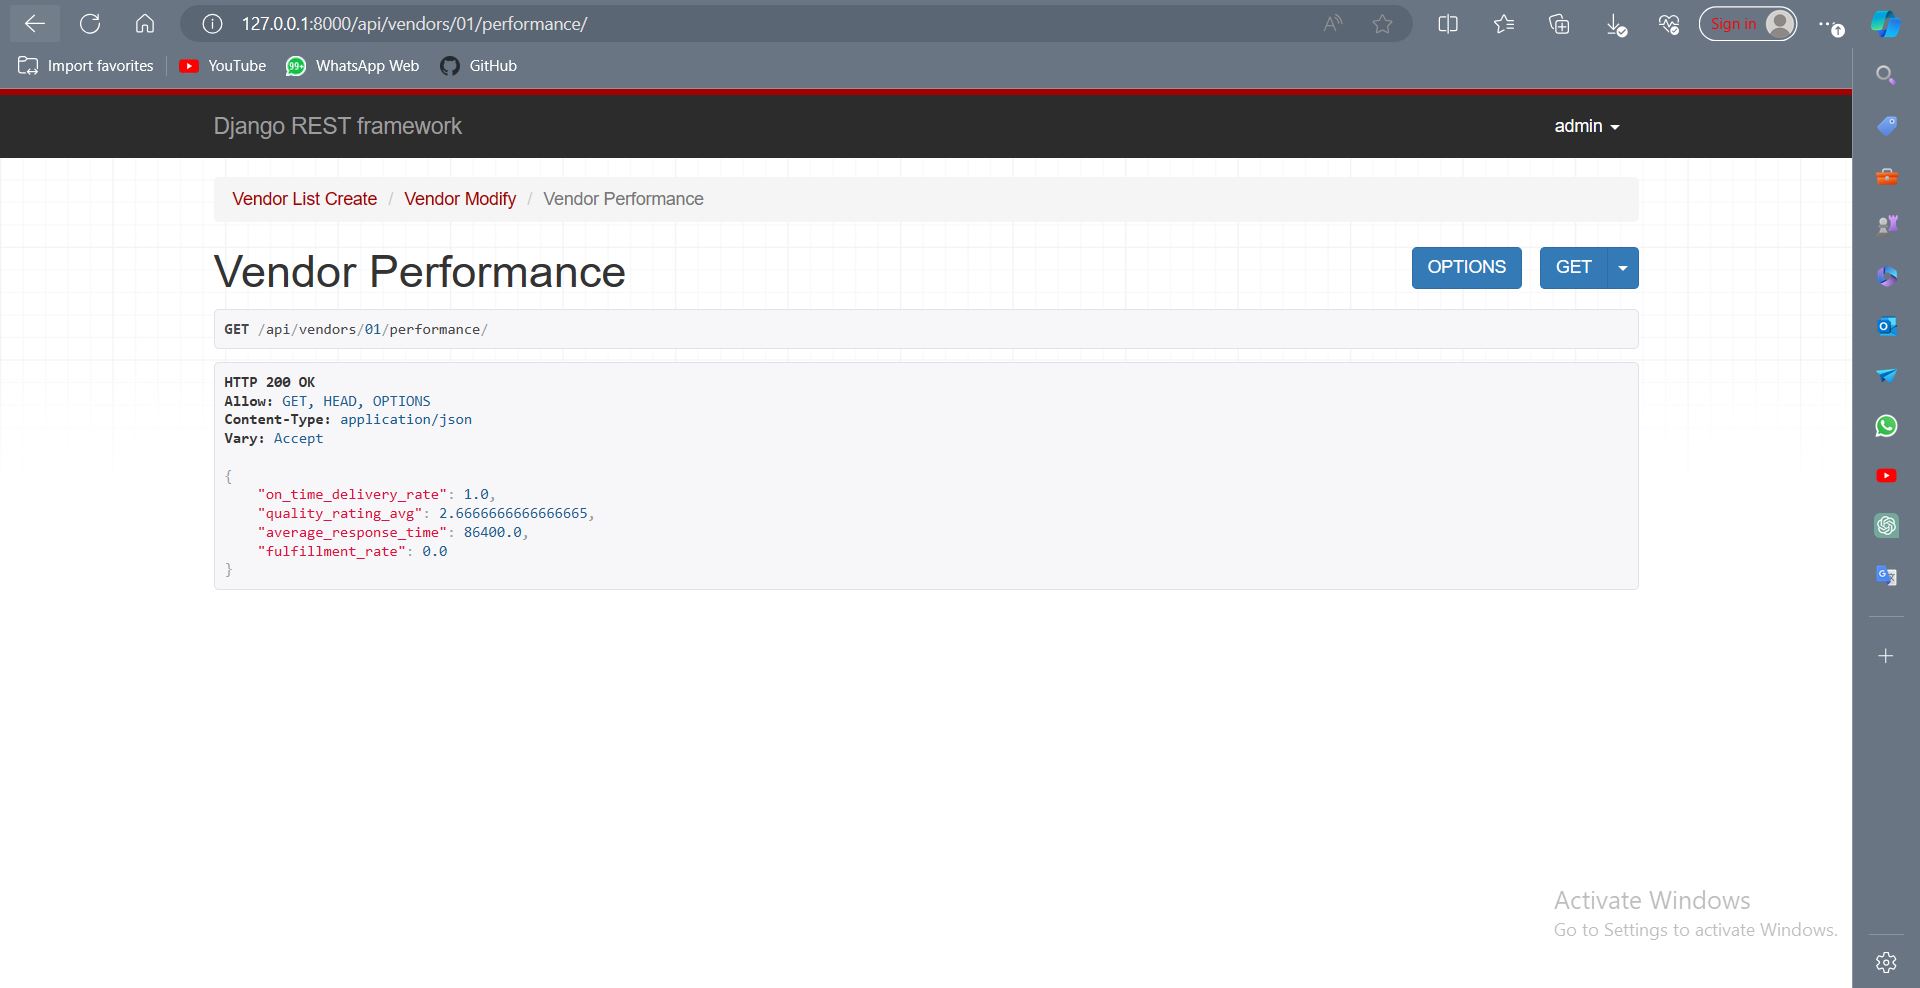 127.0.0.1:8000/api/vendors/01/performance/
Sign in
Import favorites
YouTube
99+
WhatsApp Web
GitHub
Django REST framework
admin
Vendor List Create / Vendor Modify / Vendor Performance
Vendor Performance
OPTIONS
GET
GET /api/vendors/01/performance/
HTTP 200 OK
Allow: GET, HEAD, OPTIONS
Content-Type: application/json
Vary: Accept
{
"on_time_delivery_rate": 1.0,
"quality_rating_avg": 2.6666666666666665,
"average_response_time": 86400.0,
"fulfillment_rate": 0.0
}
Activate Windows
Go to Settings to activate Windows.